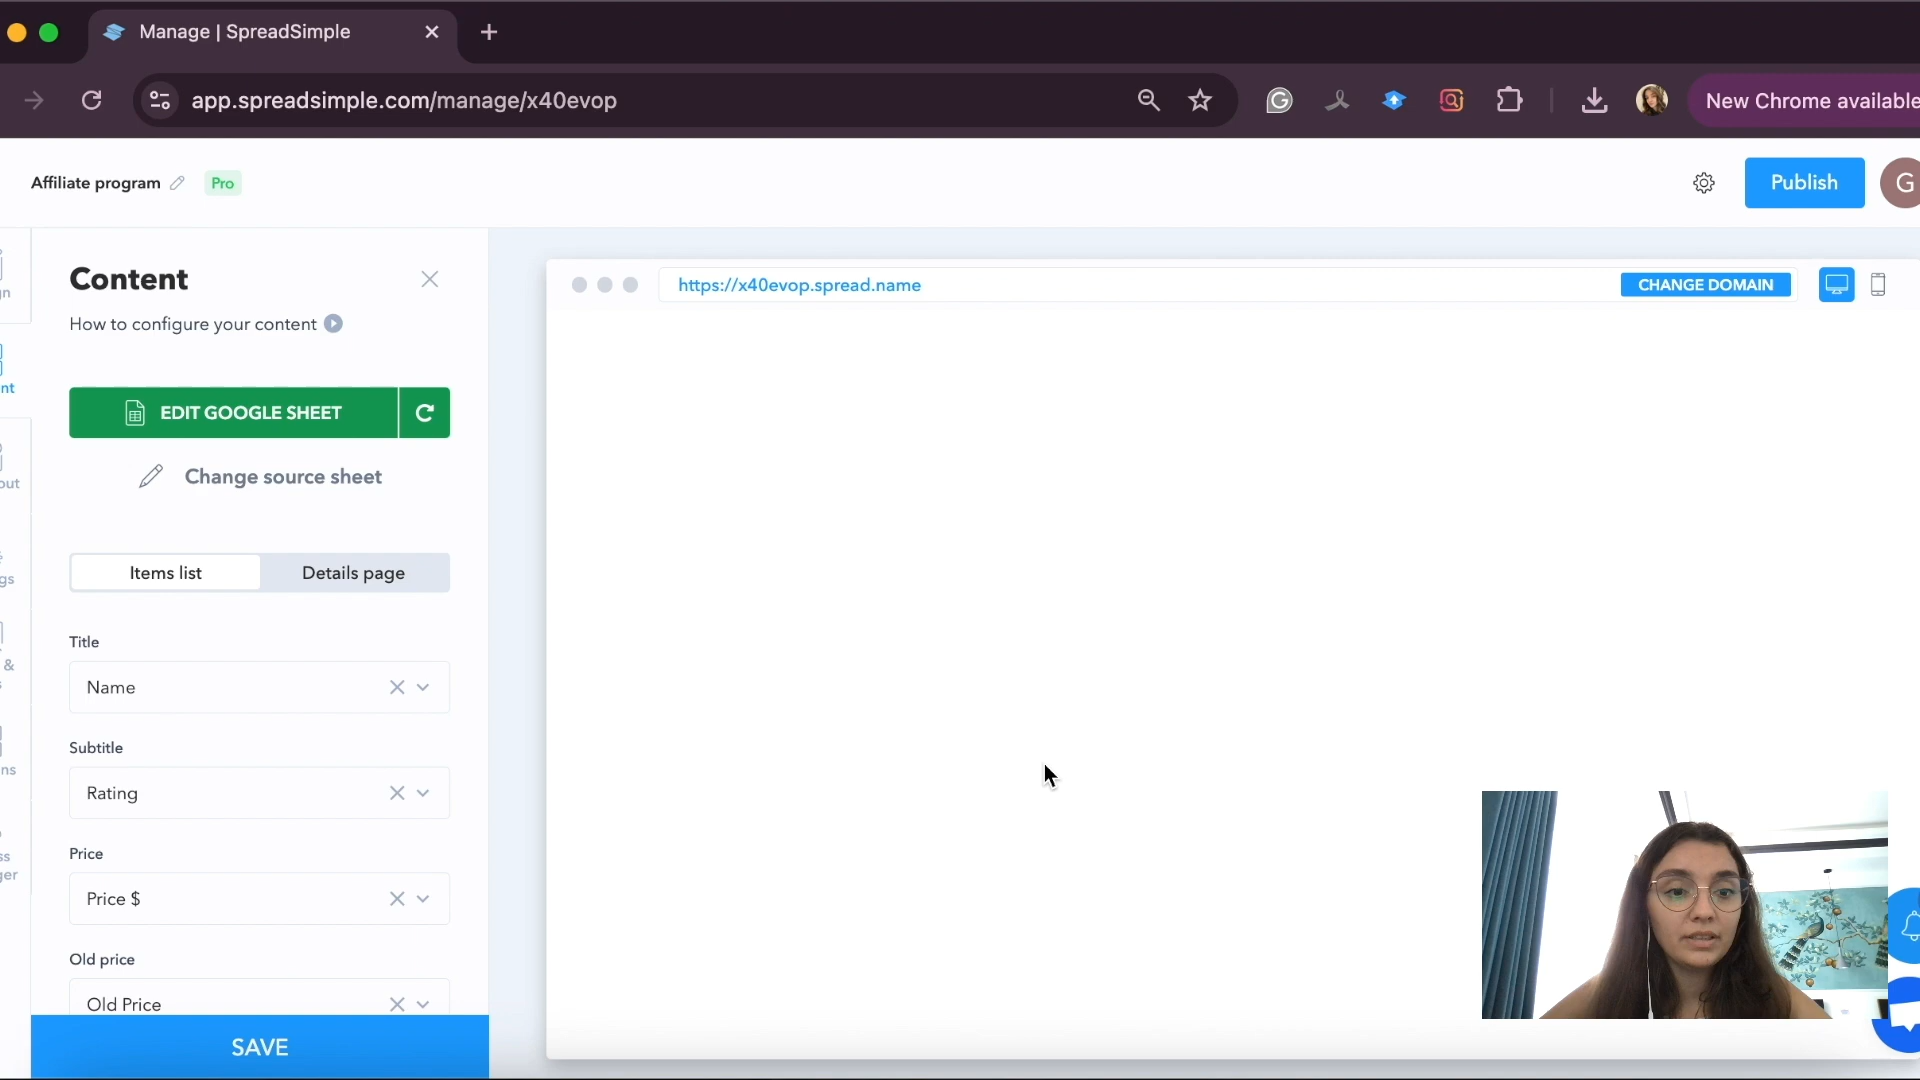 Manage | SpreadSimple
app.spreadsimple.com/manage/x40evop
New Chrome available
Affiliate program
Pro
Publish
G
Content
How to configure your content
https://x40evop.spread.name
CHANGE DOMAIN
EDIT GOOGLE SHEET
Change source sheet
Items list
Details page
Title
Name
Subtitle
Rating
Price
Price $
Old price
Old Price
SAVE